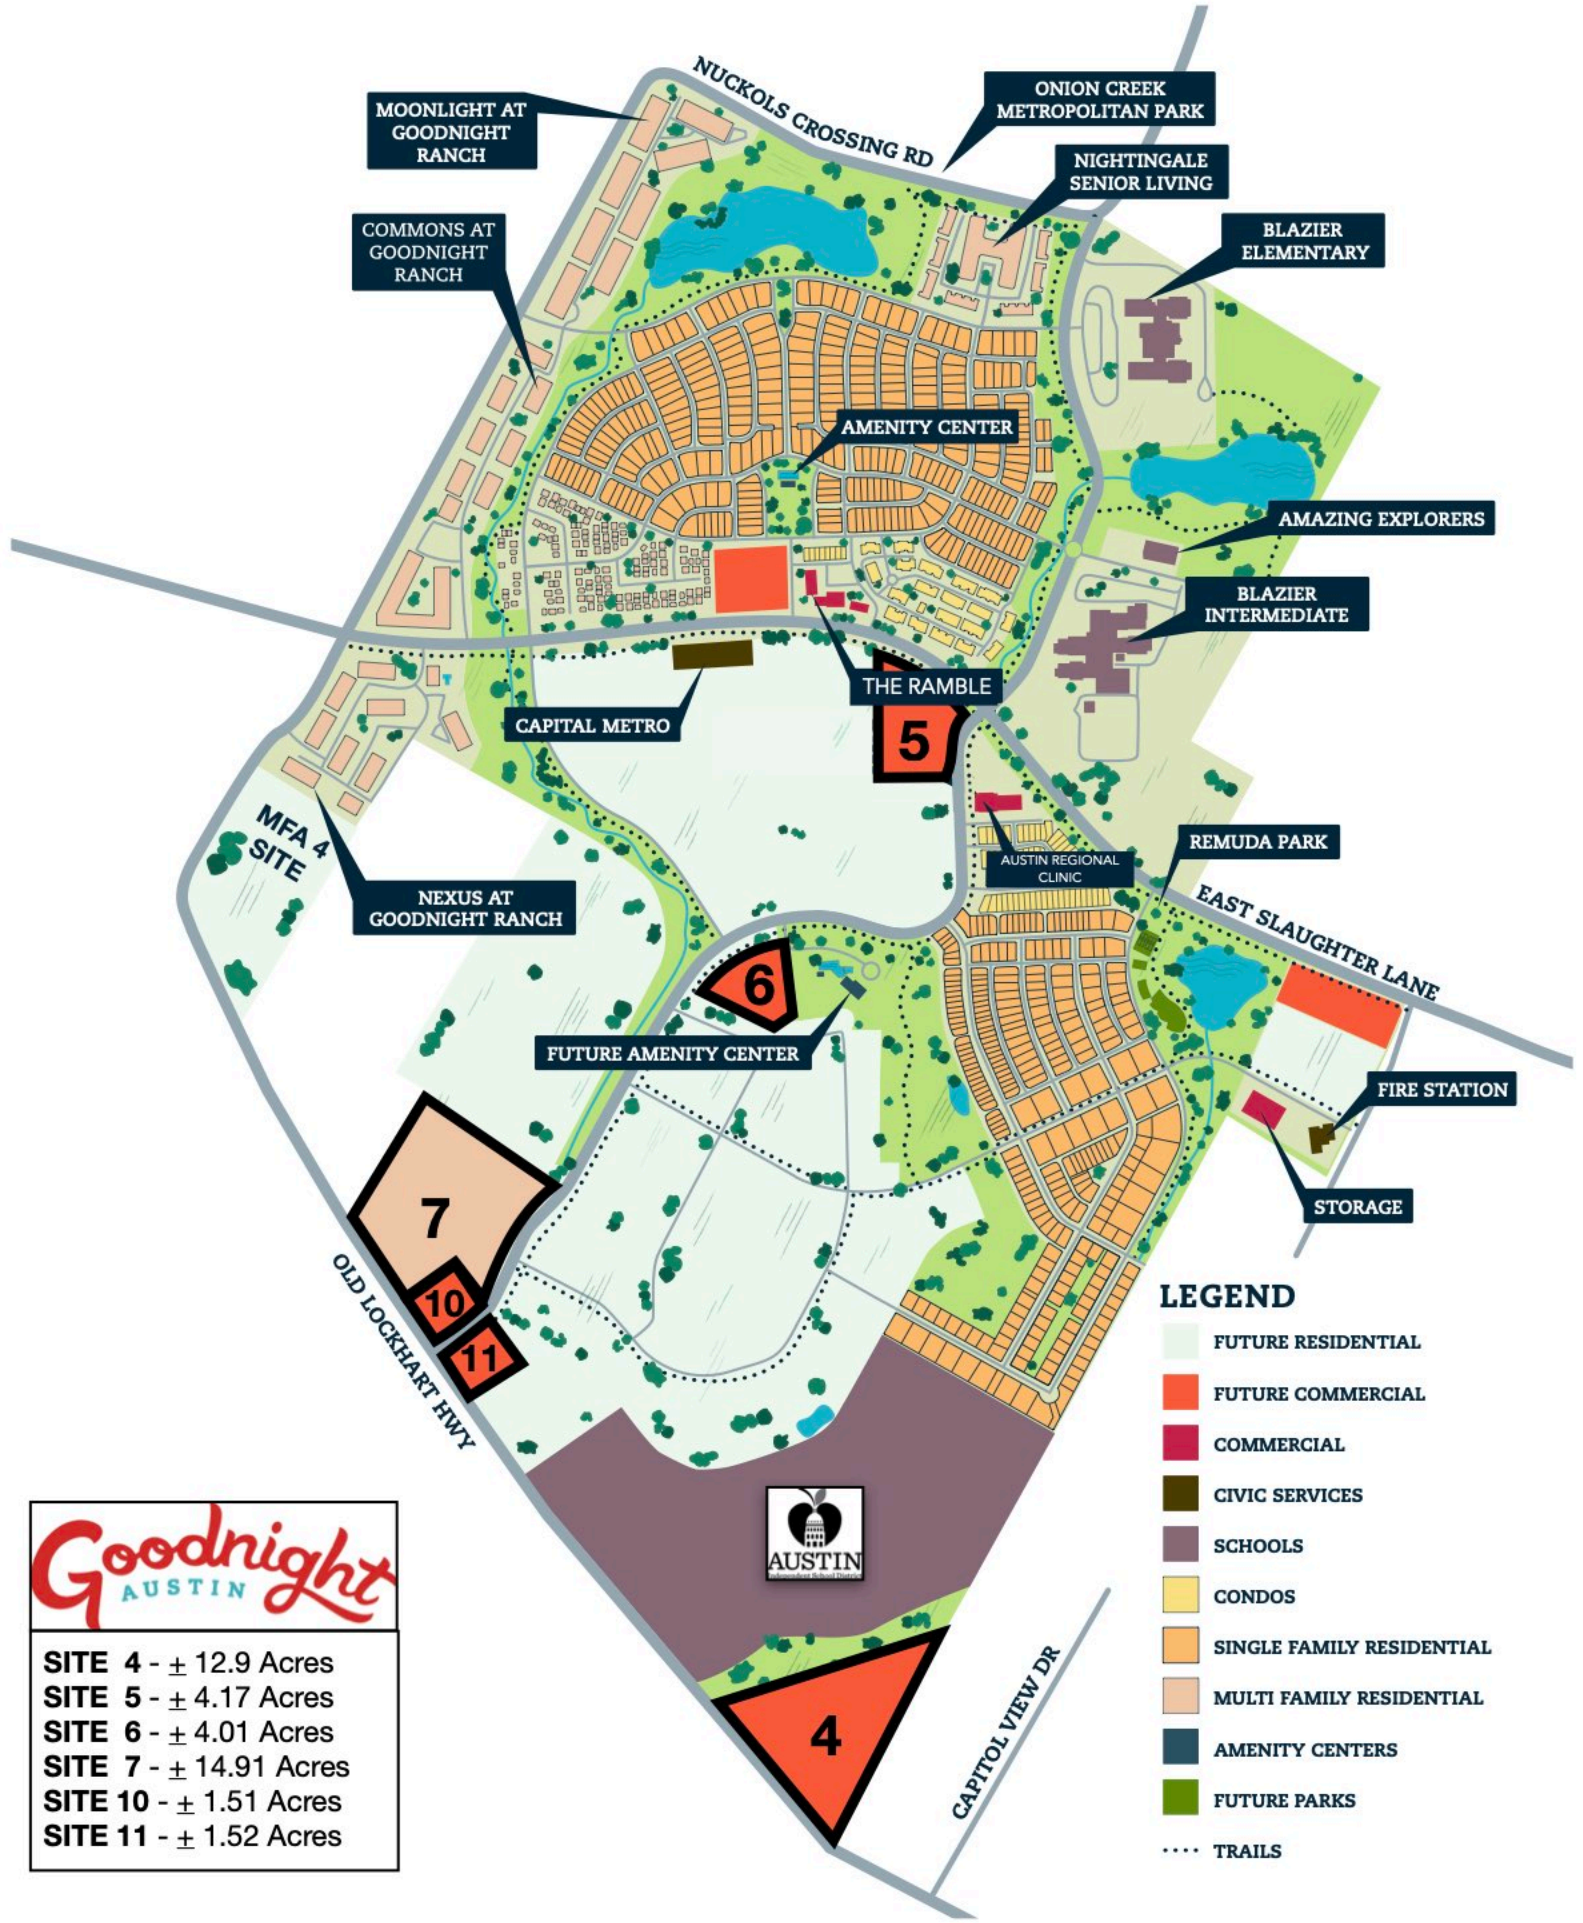 NUCKOLS CROSSING RD
ONION CREEK
METROPOLITAN PARK
MOONLIGHT AT
GOODNIGHT
RANCH
NIGHTINGALE
SENIOR LIVING
COMMONS AT
GOODNIGHT
RANCH
BLAZIER
ELEMENTARY
AMENITY CENTER
AMAZING EXPLORERS
BLAZIER
INTERMEDIATE
THE RAMBLE
CAPITAL METRO
5
MFA 4
SITE
REMUDA PARK
AUSTIN REGIONAL
CLINIC
NEXUS AT
GOODNIGHT RANCH
EAST SLAUGHTER LANE
6
FUTURE AMENITY CENTER
FIRE STATION
STORAGE
7
10
11
OLD LOCKHART HWY
AUSTIN
Independent School District
4
CAPITOL VIEW DR
LEGEND
FUTURE RESIDENTIAL
FUTURE COMMERCIAL
COMMERCIAL
CIVIC SERVICES
SCHOOLS
CONDOS
SINGLE FAMILY RESIDENTIAL
MULTI FAMILY RESIDENTIAL
AMENITY CENTERS
FUTURE PARKS
TRAILS
Goodnight
AUSTIN
SITE 4 - ± 12.9 Acres
SITE 5 - ± 4.17 Acres
SITE 6 - ± 4.01 Acres
SITE 7 - ± 14.91 Acres
SITE 10 - ± 1.51 Acres
SITE 11 - ± 1.52 Acres